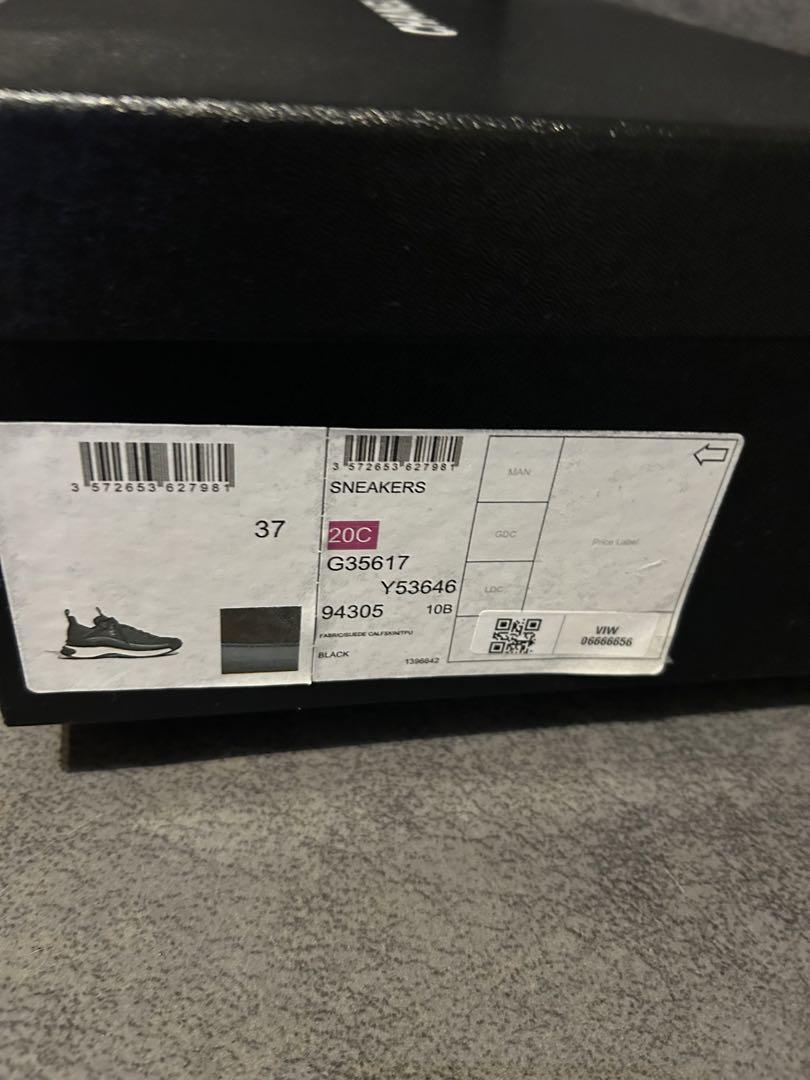 3 572653 627981
37
3 572653 627981
SNEAKERS
20C
G35617
Y53646
94305 10B
FABRIC/SUEDE CALFSKIN/TPU
BLACK 1396642
MAN
GDC
LDC
Price Label
VIW
06666656